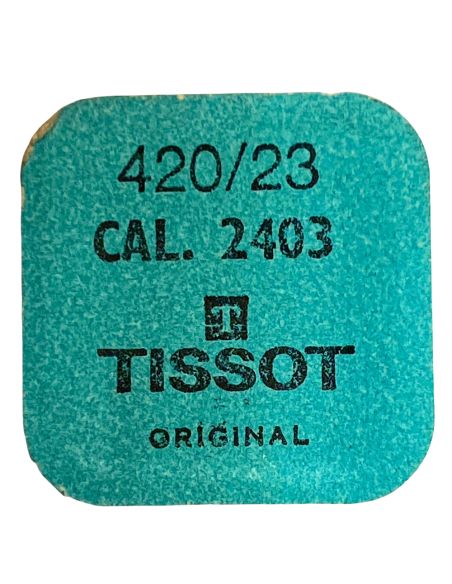 420/23
CAL. 2403
TISSOT
ORIGINAL